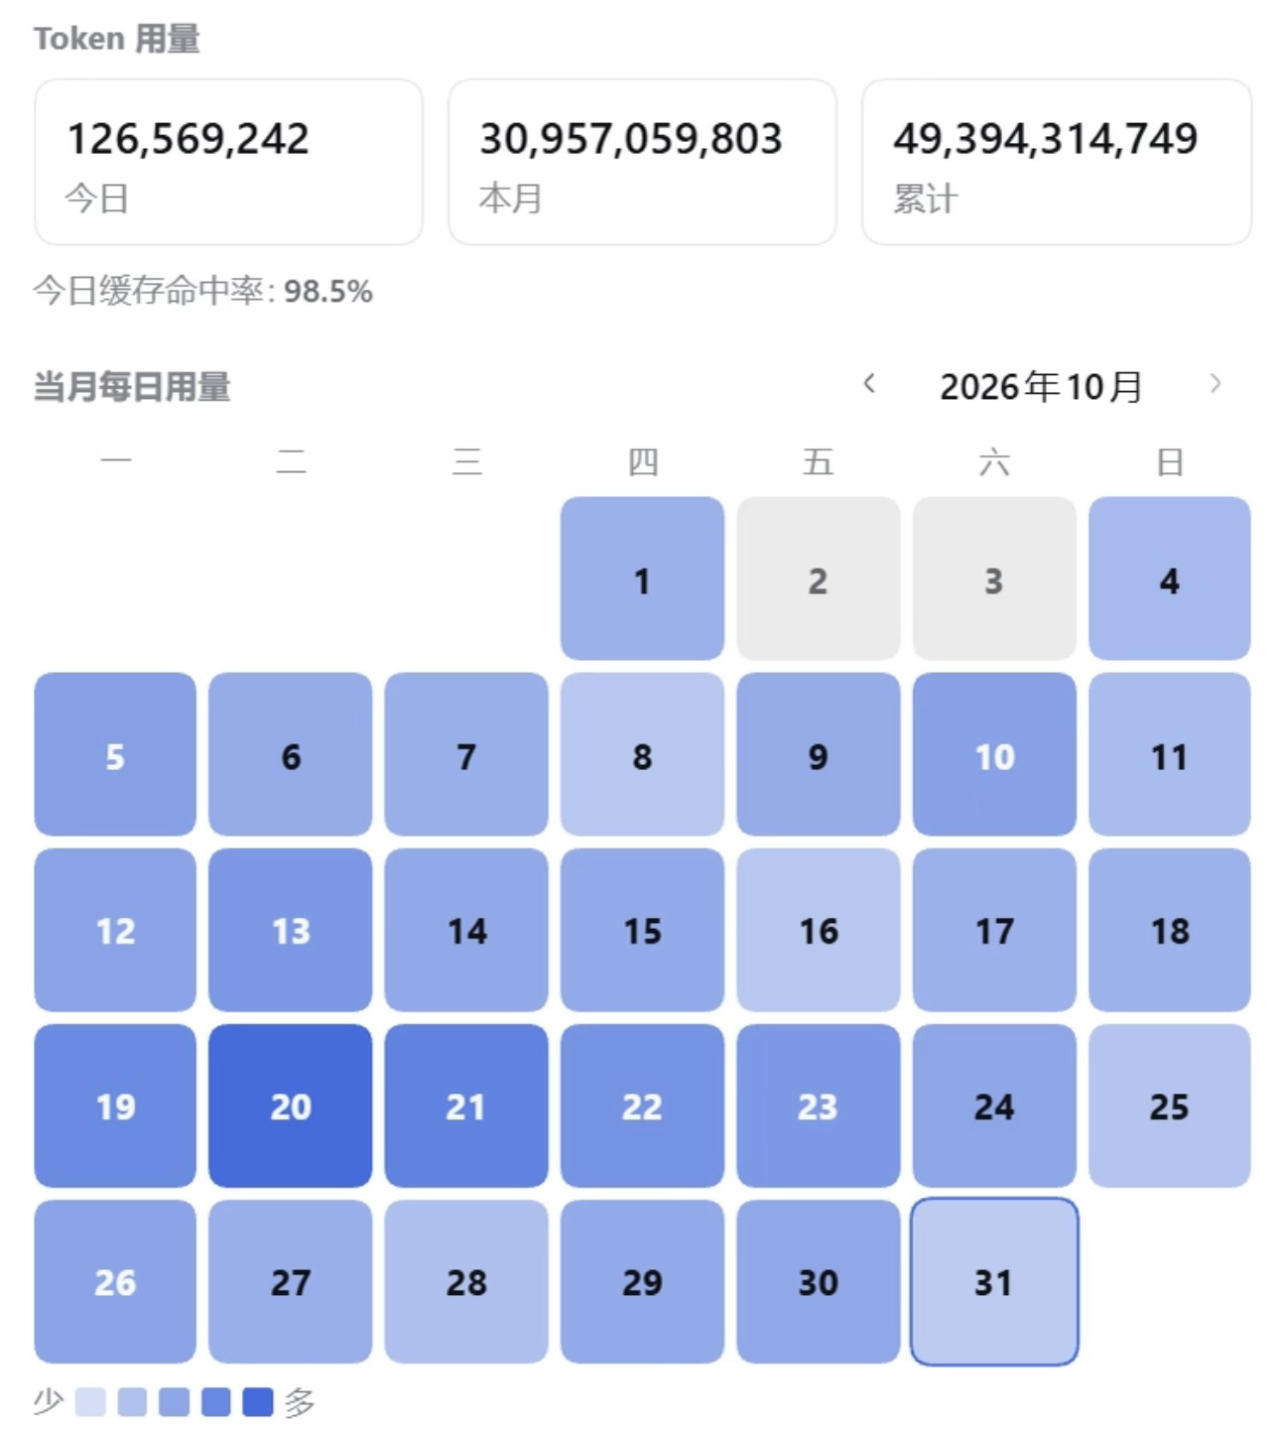 Token 用量
126,569,242 30,957,059,803 49,394,314,749
今日 本月 累计
今日缓存命中率: 98.5%
当月每日用量 ‹ 2026年10月 ›
一 二 三 四 五 六 日
1 2 3 4
5 6 7 8 9 10 11
12 13 14 15 16 17 18
19 20 21 22 23 24 25
26 27 28 29 30 31
少 多